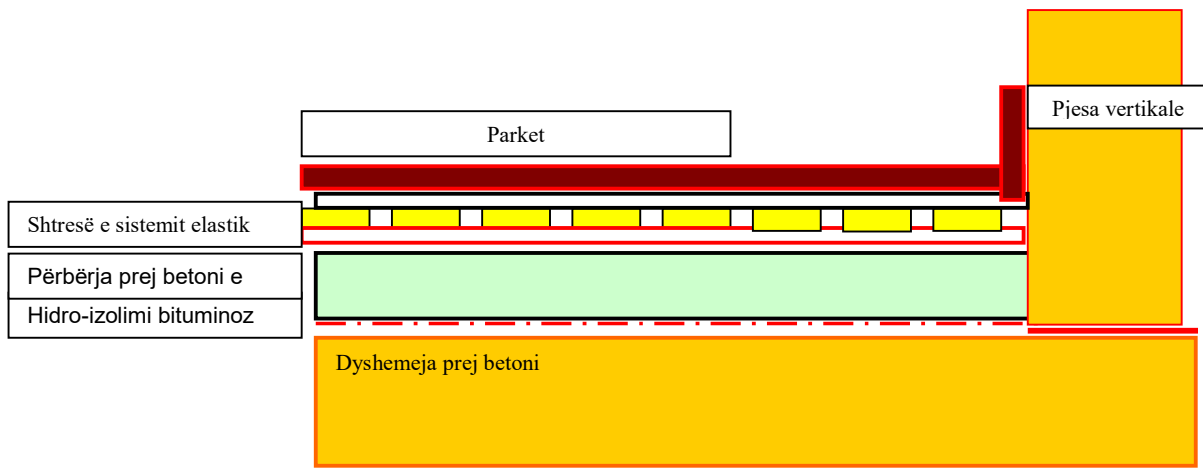 Pjesa vertikale
Parket
Shtresë e sistemit elastik
Përbërja prej betoni e
Hidro-izolimi bituminoz
Dyshemeja prej betoni